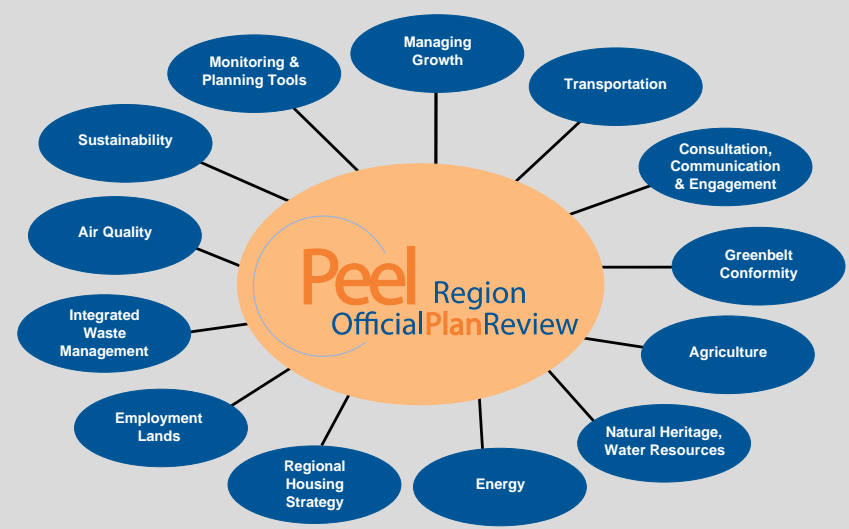 Managing
Growth
Monitoring &
Planning Tools
Transportation
Sustainability
Consultation,
Communication
& Engagement
Air Quality
Greenbelt
Conformity
Peel Region
Official Plan Review
Integrated
Waste
Management
Agriculture
Employment
Lands
Natural Heritage,
Water Resources
Regional
Housing
Strategy
Energy